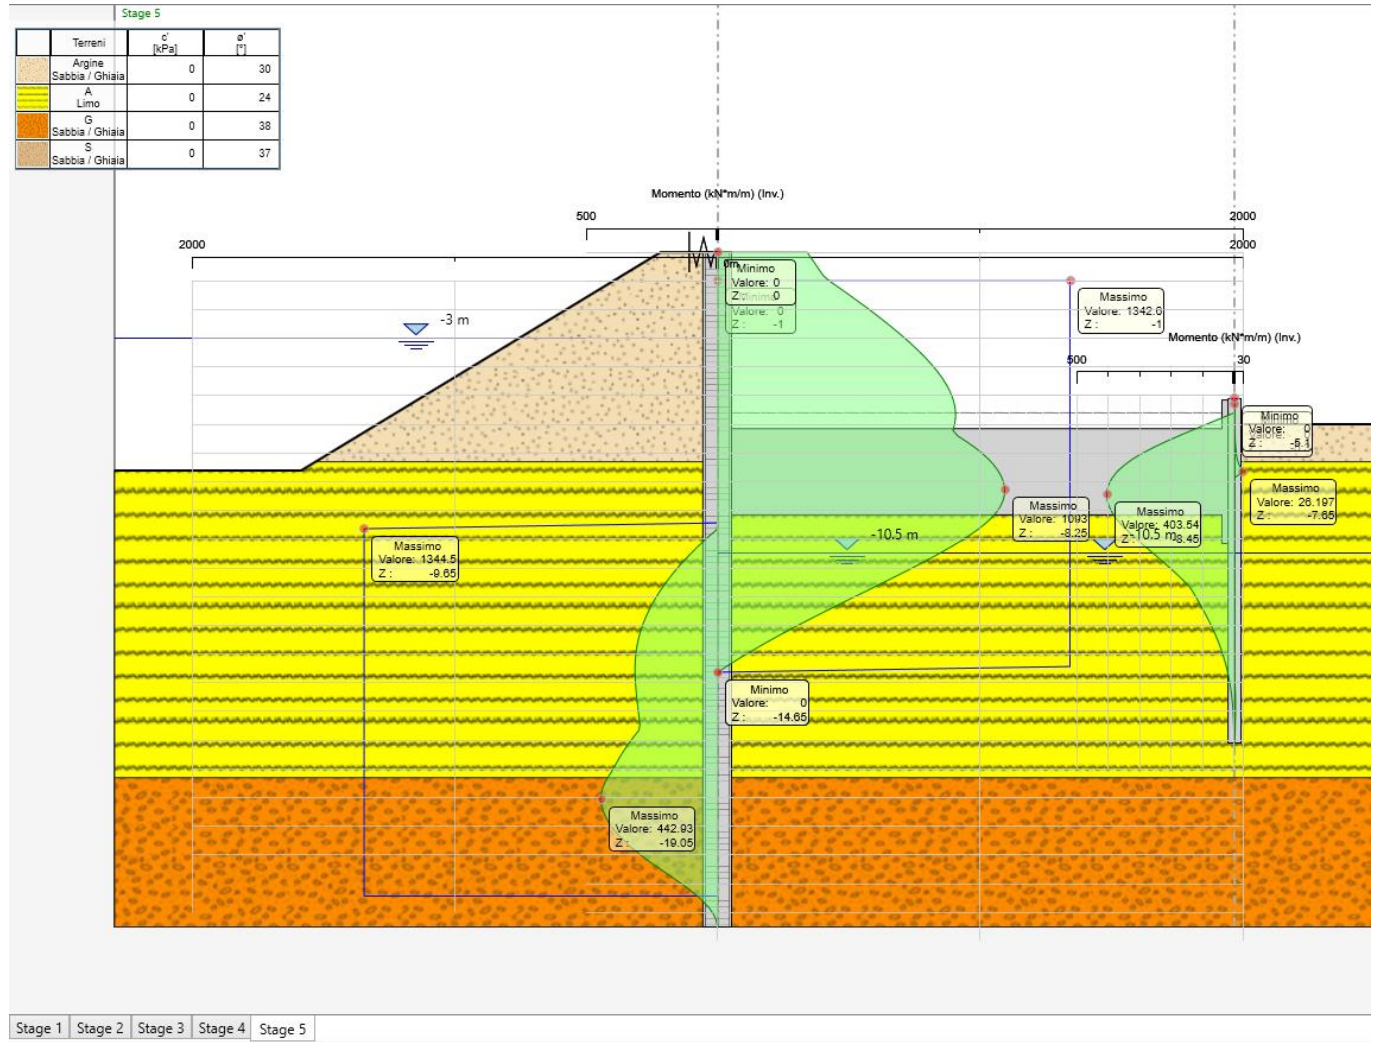 Stage 5
Terreni
c'
[kPa]
ø'
[°]
Argine
Sabbia / Ghiaia
0
30
A
Limo
0
24
G
Sabbia / Ghiaia
0
38
S
Sabbia / Ghiaia
0
37
Momento (kN*m/m) (Inv.)
500
2000
2000
2000
0m
Minimo
Valore: 0
Z : 0
Minimo
Valore: 0
Z : -1
Massimo
Valore: 1342.6
Z : -1
-3 m
Momento (kN*m/m) (Inv.)
500
30
Minimo
Valore: 0
Z : -5.1
Massimo
Valore: 26.197
Z : -7.65
Massimo
Valore: 1093
Z : -8.25
Massimo
Valore: 403.54
Z : -8.45
-10.5 m
-10.5 m
Massimo
Valore: 1344.5
Z : -9.65
Minimo
Valore: 0
Z : -14.65
Massimo
Valore: 442.93
Z : -19.05
Stage 1
Stage 2
Stage 3
Stage 4
Stage 5